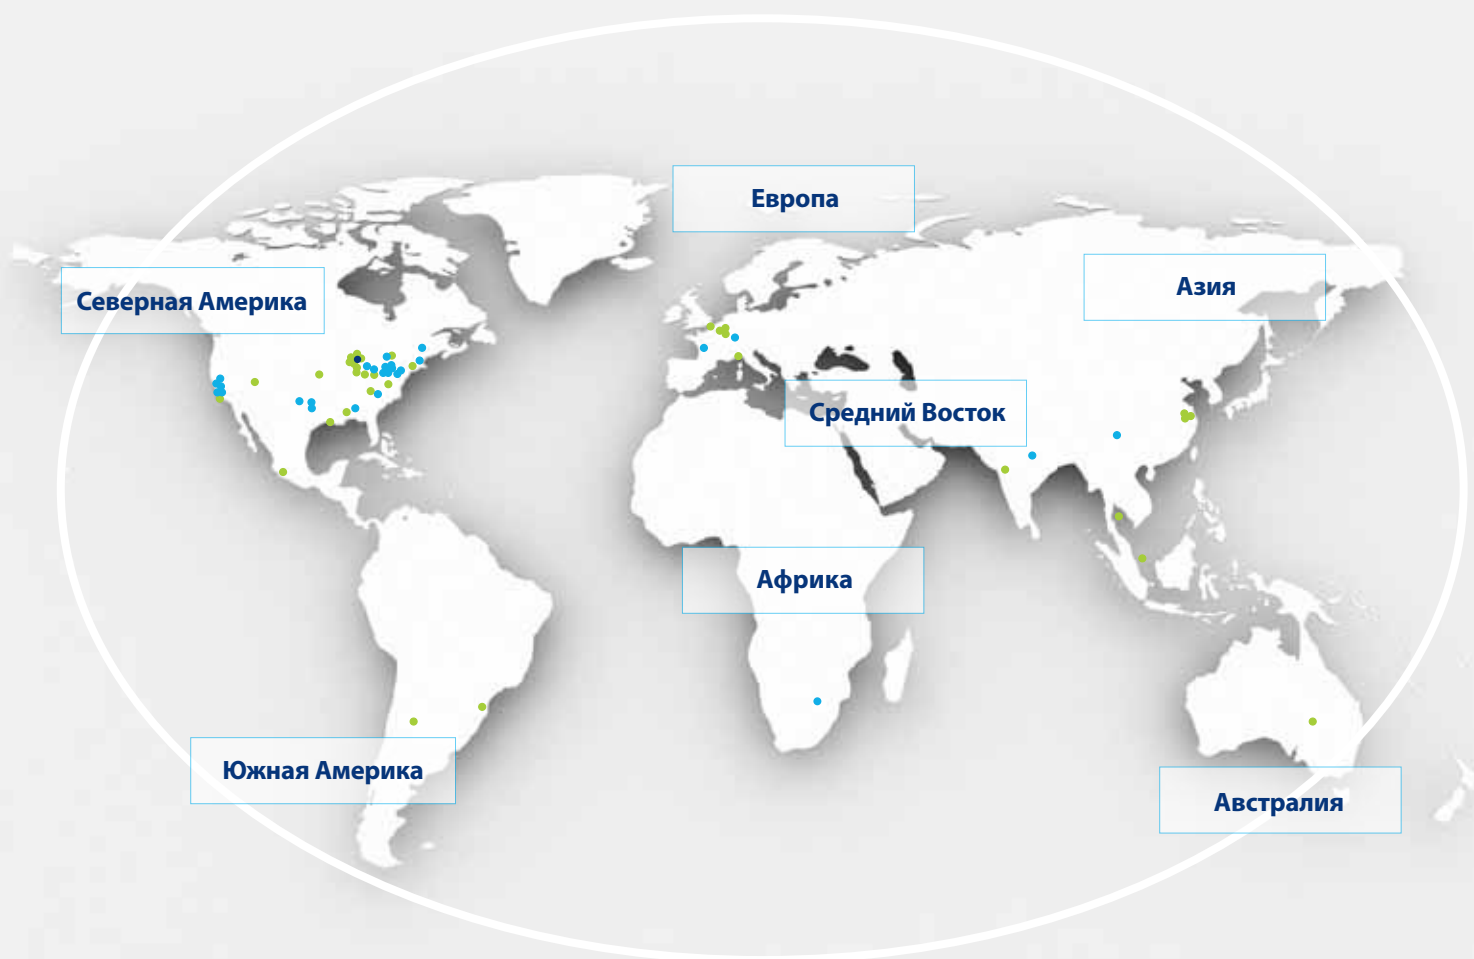 Европа
Азия
Северная Америка
Средний Восток
Африка
Южная Америка
Австралия